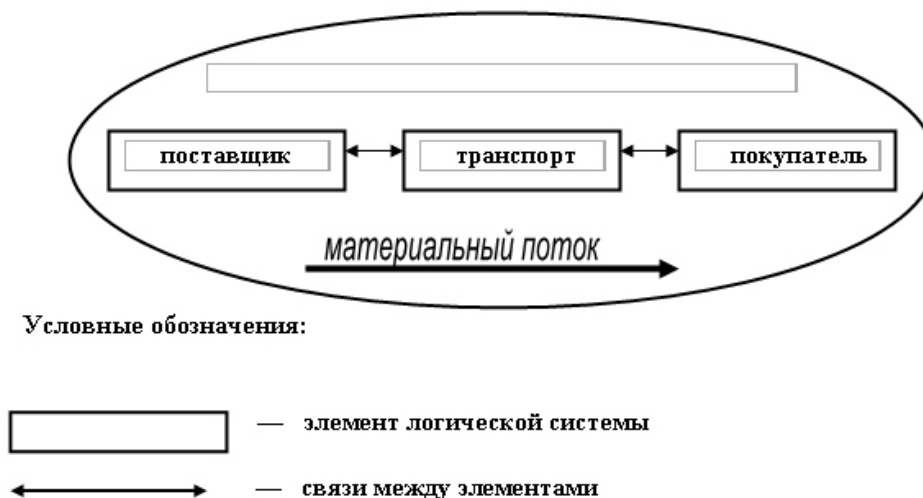 поставщик транспорт покупатель
материальный поток
Условные обозначения:
— элемент логической системы
— связи между элементами